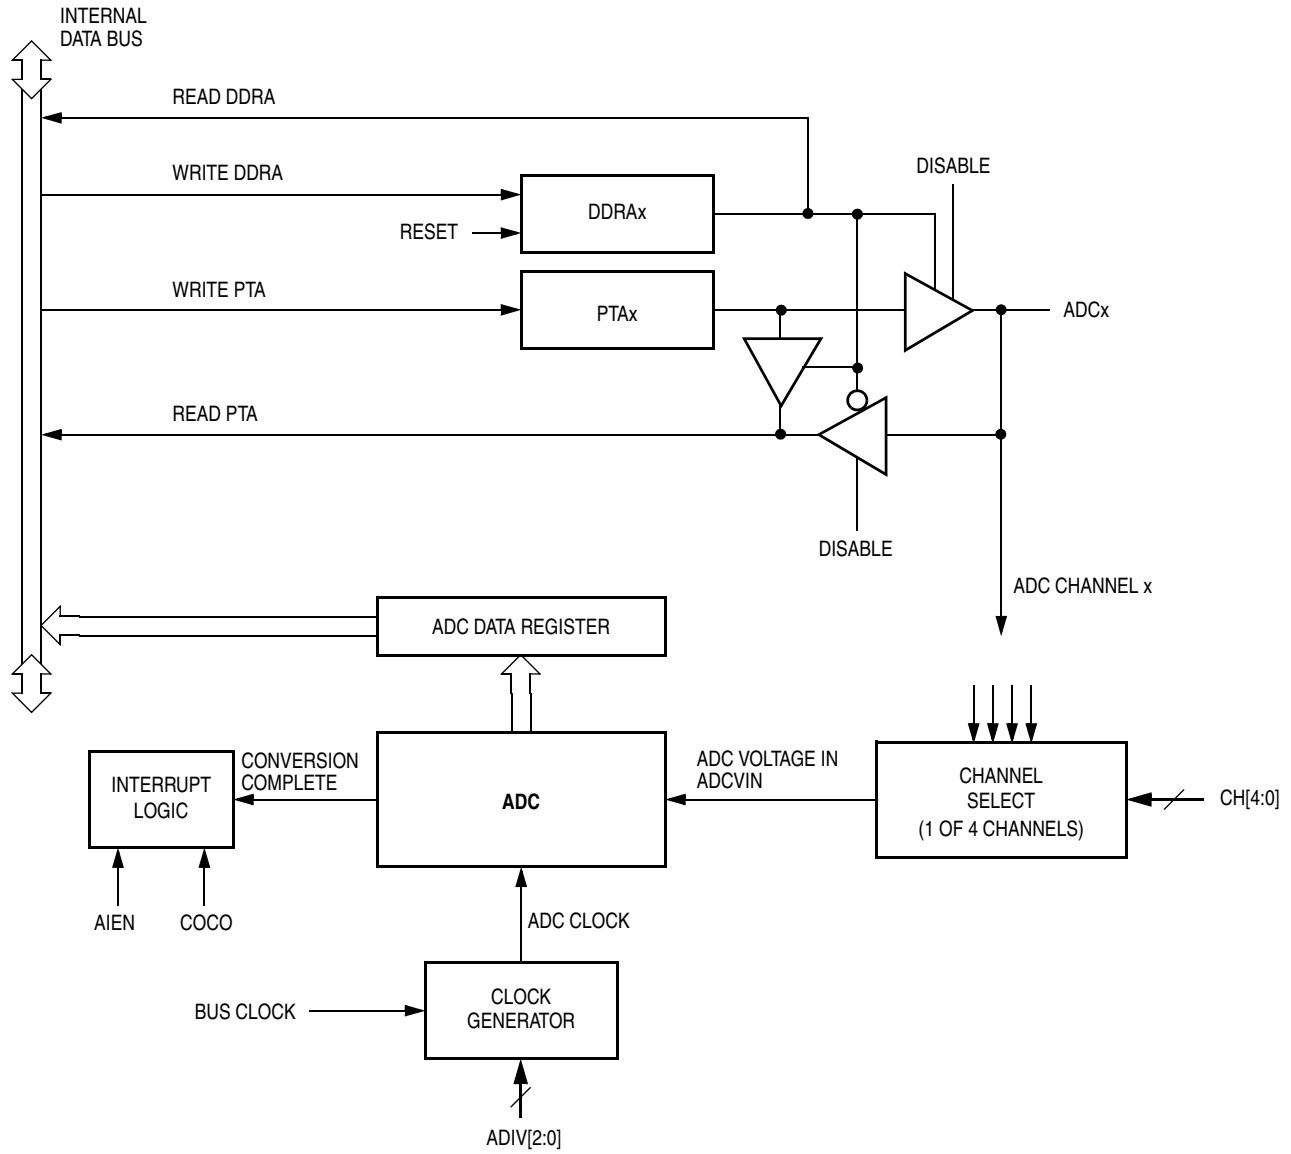 INTERNAL
DATA BUS
READ DDRA
WRITE DDRA
DISABLE
DDRAx
RESET
WRITE PTA
PTAx
ADCx
READ PTA
DISABLE
ADC CHANNEL x
ADC DATA REGISTER
INTERRUPT
LOGIC
CONVERSION
COMPLETE
ADC
ADC VOLTAGE IN
ADCVIN
CHANNEL
SELECT
(1 OF 4 CHANNELS)
CH[4:0]
AIEN
COCO
ADC CLOCK
BUS CLOCK
CLOCK
GENERATOR
ADIV[2:0]